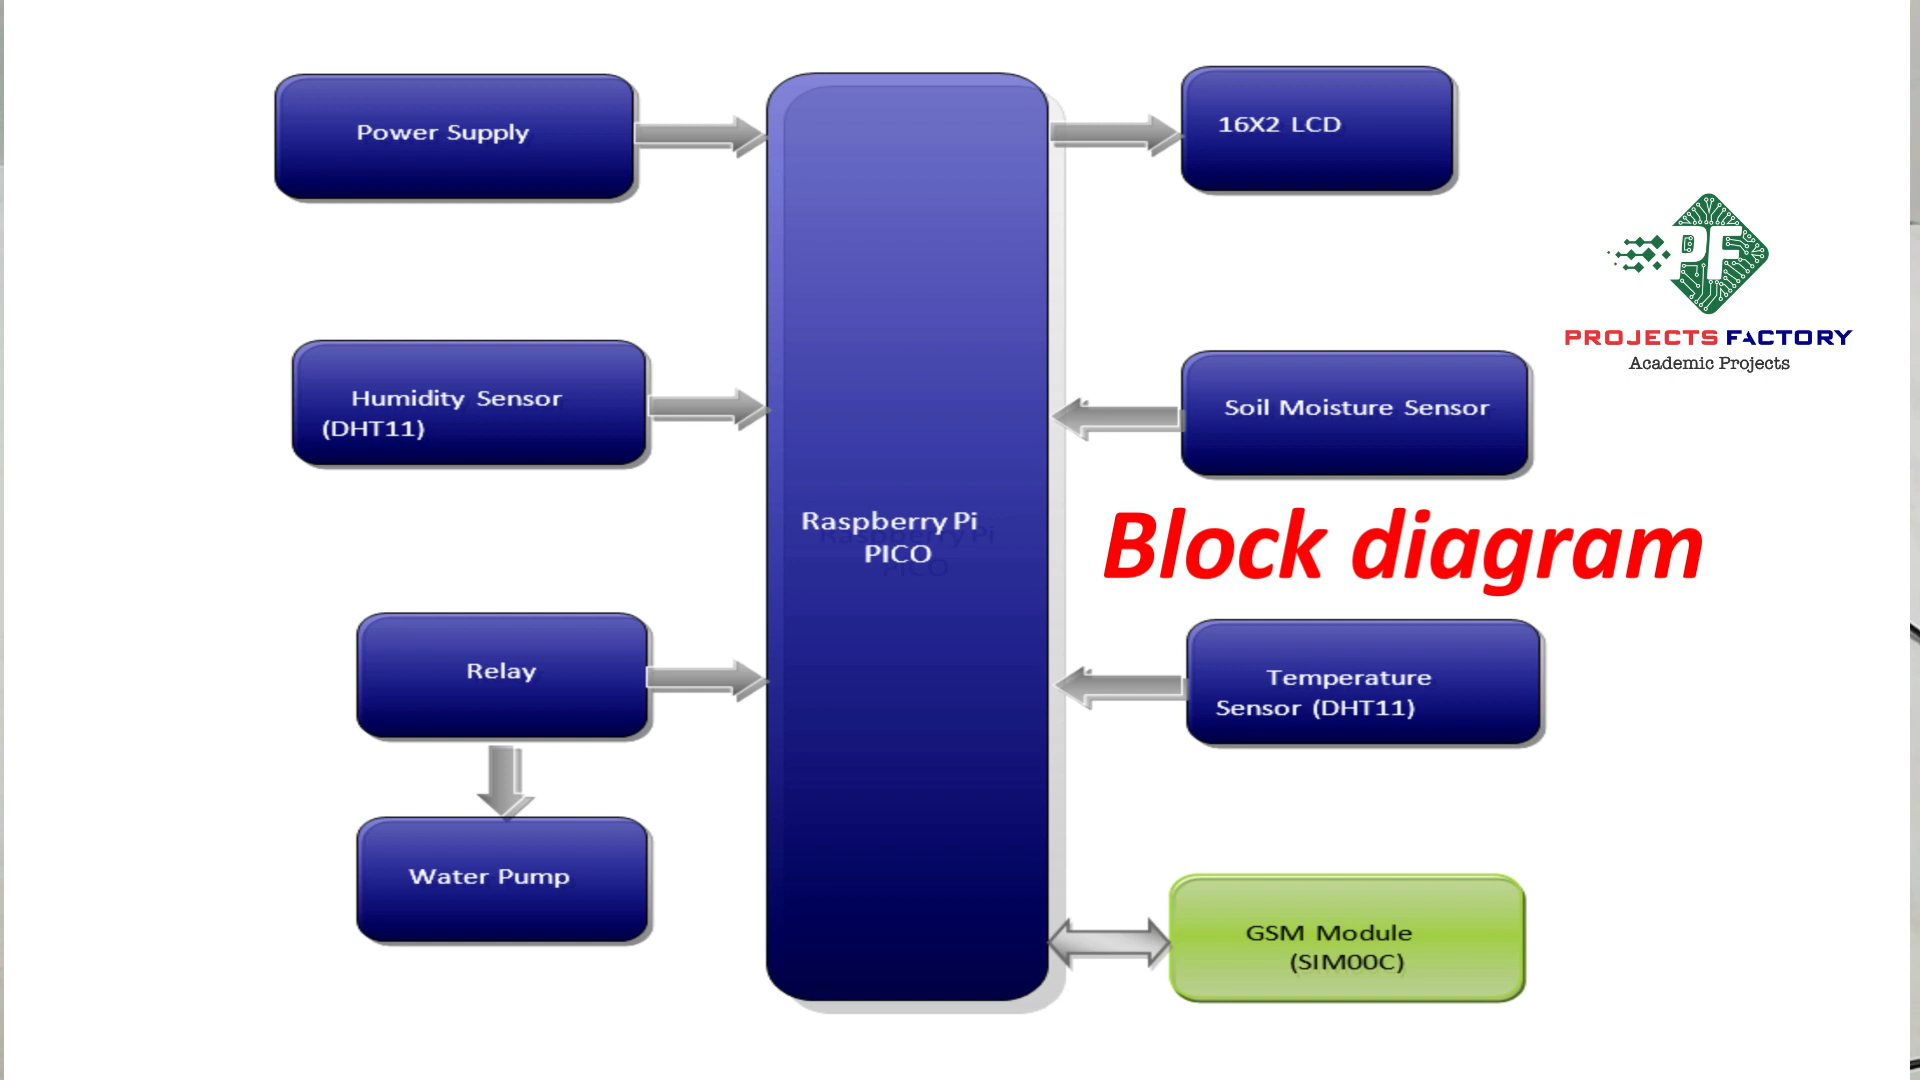 Power Supply
16X2 LCD
PF
PROJECTS FACTORY
Academic Projects
Humidity Sensor
(DHT11)
Soil Moisture Sensor
Raspberry Pi
PICO
Block diagram
Relay
Temperature
Sensor (DHT11)
Water Pump
GSM Module
(SIM00C)